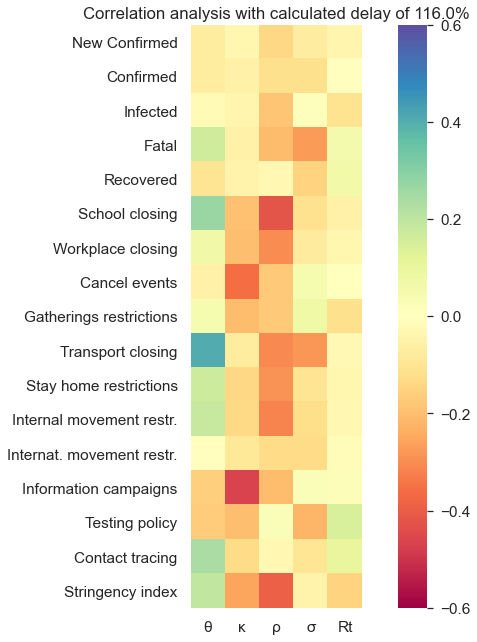 Correlation analysis with calculated delay of 116.0%
New Confirmed
Confirmed
Infected
Fatal
Recovered
School closing
Workplace closing
Cancel events
Gatherings restrictions
Transport closing
Stay home restrictions
Internal movement restr.
Internat. movement restr.
Information campaigns
Testing policy
Contact tracing
Stringency index
θ κ ρ σ Rt
0.6
0.4
0.2
0.0
−0.2
−0.4
−0.6